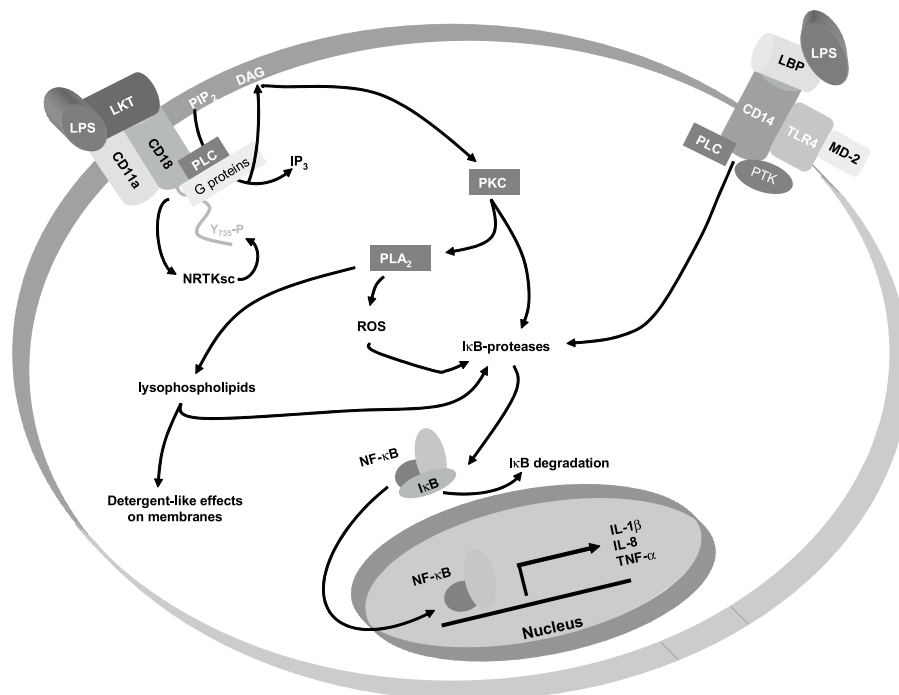 LPS
LKT
CD11a
CD18
PIP₂
DAG
PLC
G proteins
IP₃
Y₇₃₅-P
NRTKsc
LPS
LBP
CD14
TLR4
MD-2
PLC
PTK
PKC
PLA₂
ROS
IκB-proteases
lysophospholipids
Detergent-like effects
on membranes
NF-κB
IκB
IκB degradation
NF-κB
IL-1β
IL-8
TNF-α
Nucleus